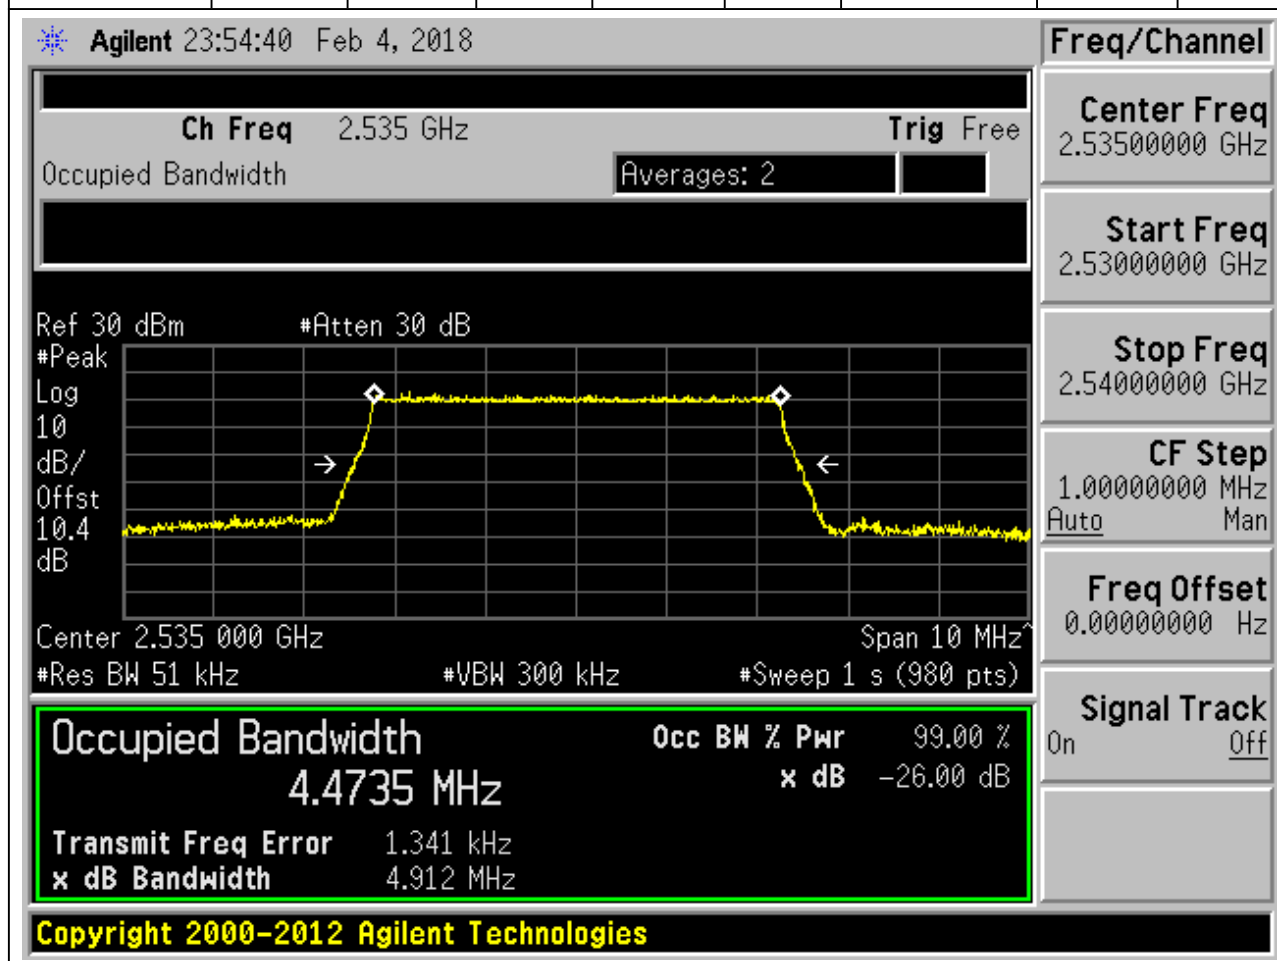 Agilent 23:54:40 Feb 4, 2018
Freq/Channel
Ch Freq 2.535 GHz Trig Free
Occupied Bandwidth Averages: 2
Ref 30 dBm #Atten 30 dB
#Peak
Log
10
dB/
Offst
10.4
dB
Center 2.535 000 GHz Span 10 MHz^
#Res BW 51 kHz #VBW 300 kHz #Sweep 1 s (980 pts)
Occupied Bandwidth Occ BW % Pwr 99.00 %
4.4735 MHz x dB -26.00 dB
Transmit Freq Error 1.341 kHz
x dB Bandwidth 4.912 MHz
Copyright 2000-2012 Agilent Technologies
Center Freq
2.53500000 GHz
Start Freq
2.53000000 GHz
Stop Freq
2.54000000 GHz
CF Step
1.00000000 MHz
Auto Man
Freq Offset
0.00000000 Hz
Signal Track
On Off